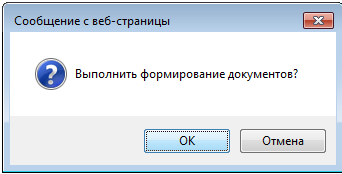 Сообщение с веб-страницы
Выполнить формирование документов?
OK
Отмена